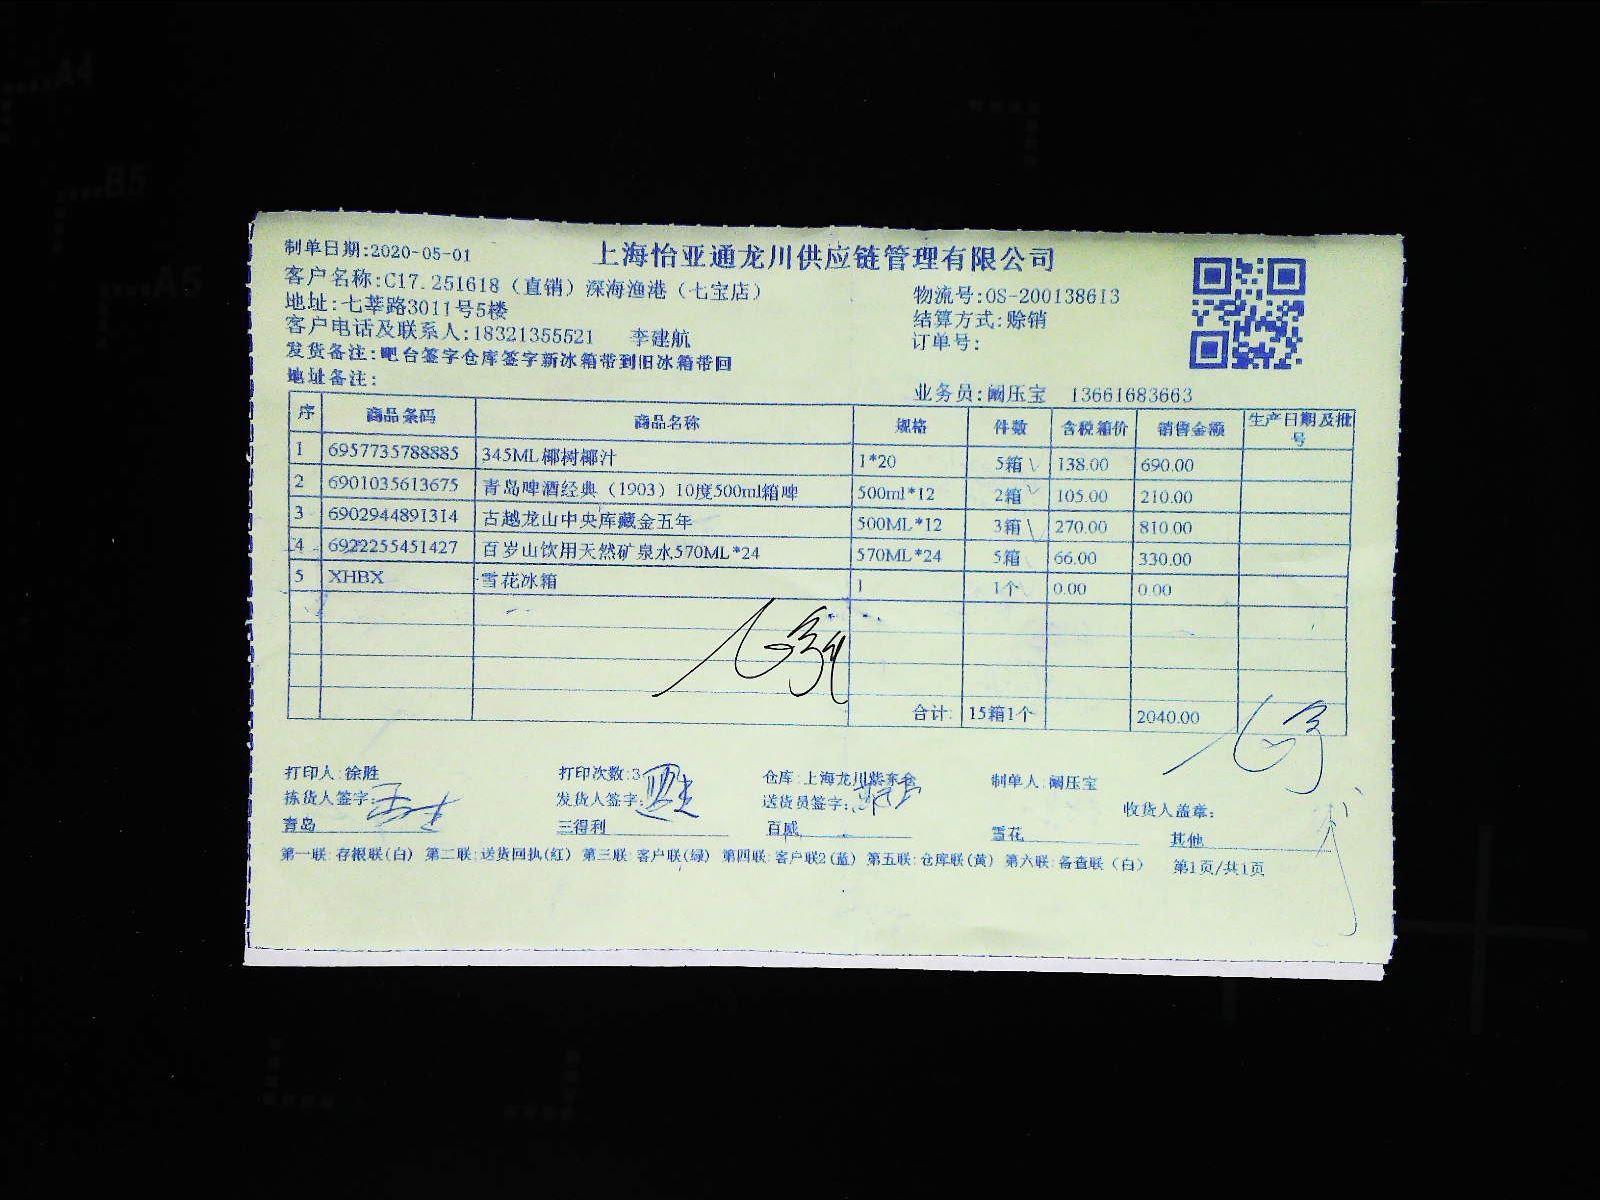 上海怡亚通龙川供应链管理有限公司
制单日期:2020-05-01
客户名称:C17.251618（直销）深海渔港（七宝店）
物流号:OS-200138613
地址:七莘路3011号5楼
结算方式:赊销
客户电话及联系人:18321355521 李建航
订单号:
发货备注:吧台签字仓库签字新冰箱带到旧冰箱带回
地址备注:
业务员:阚压宝 13661683663
序 商品条码 商品名称 规格 件数 含税箱价 销售金额 生产日期及批号
1 6957735788885 345ML椰树椰汁 1*20 5箱 138.00 690.00
2 6901035613675 青岛啤酒经典（1903）10度500ml箱啤 500ml*12 2箱 105.00 210.00
3 6902944891314 古越龙山中央库藏金五年 500ML*12 3箱 270.00 810.00
4 6922255451427 百岁山饮用天然矿泉水570ML*24 570ML*24 5箱 66.00 330.00
5 XHBX 雪花冰箱 1 1个 0.00 0.00
合计: 15箱1个 2040.00
打印人:徐胜 打印次数:3 仓库:上海龙川紫东仓 制单人:阚压宝
拣货人签字: 发货人签字: 送货员签字: 收货人盖章:
青岛 三得利 百威 雪花 其他
第一联:存根联(白) 第二联:送货回执(红) 第三联:客户联(绿) 第四联:客户联2(蓝) 第五联:仓库联(黄) 第六联:备查联（白） 第1页/共1页
A4
B5
A5